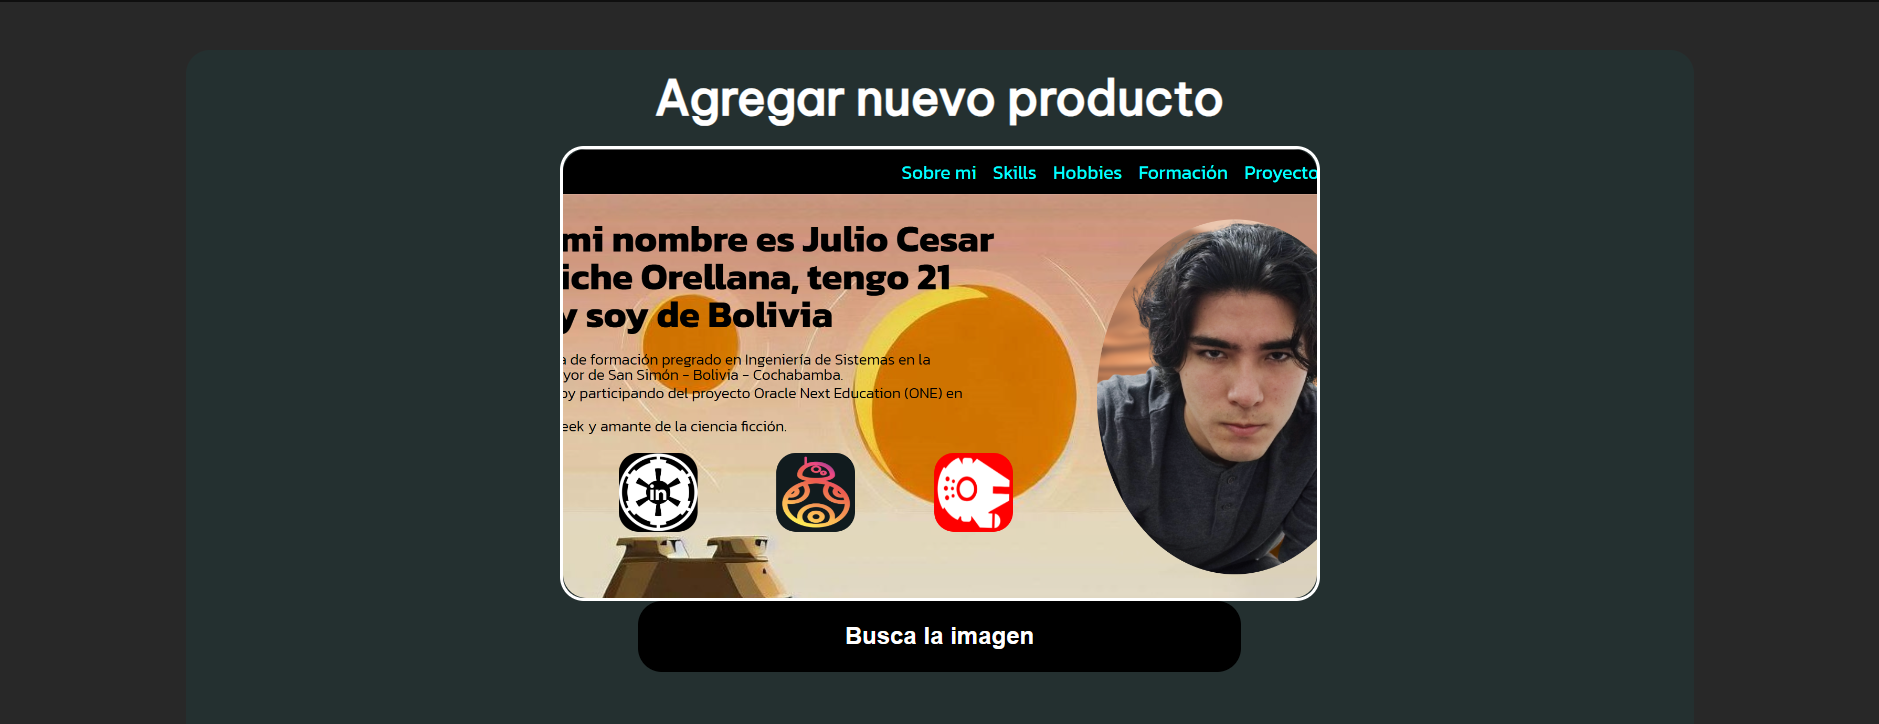 Agregar nuevo producto
Sobre mi Skills Hobbies Formación Proyecto
mi nombre es Julio Cesar
iche Orellana, tengo 21
y soy de Bolivia
a de formación pregrado en Ingeniería de Sistemas en la
yor de San Simón - Bolivia - Cochabamba.
oy participando del proyecto Oracle Next Education (ONE) en
eek y amante de la ciencia ficción.
in
Busca la imagen